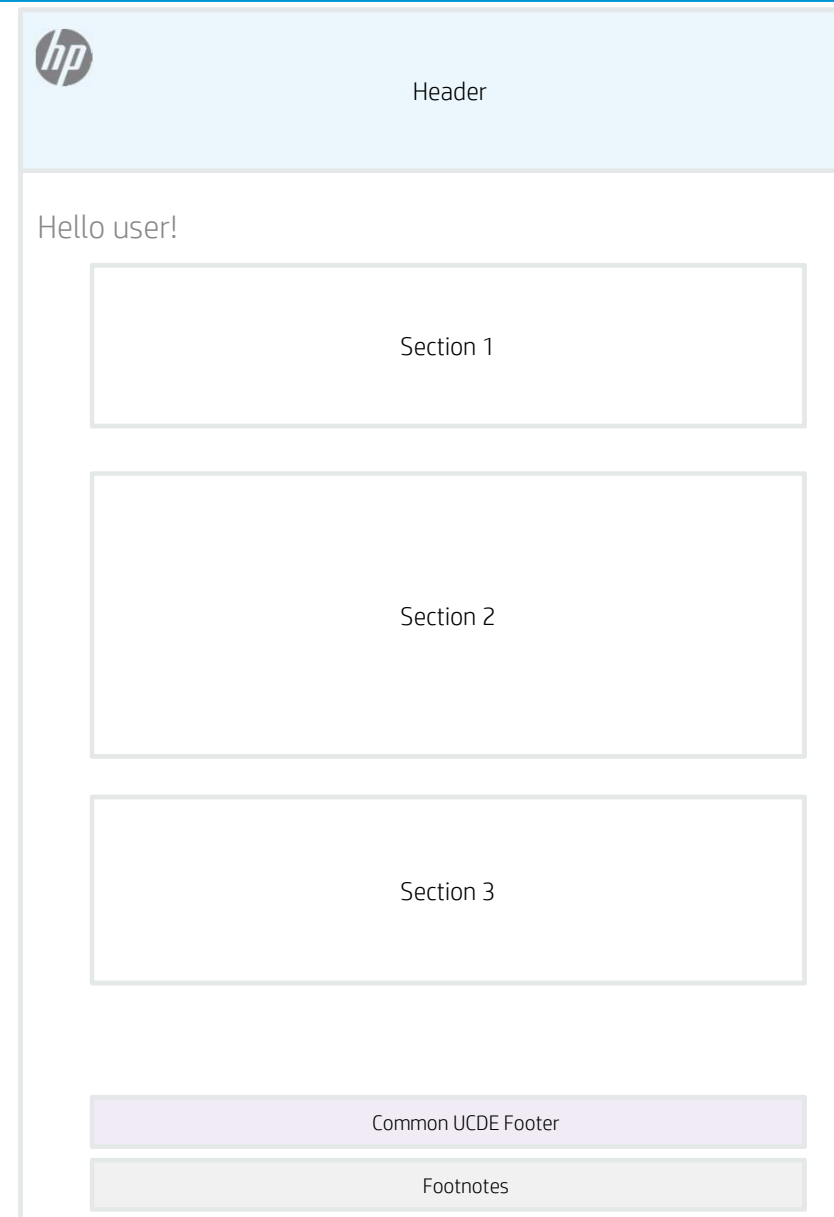 hp
Header
Hello user!
Section 1
Section 2
Section 3
Common UCDE Footer
Footnotes